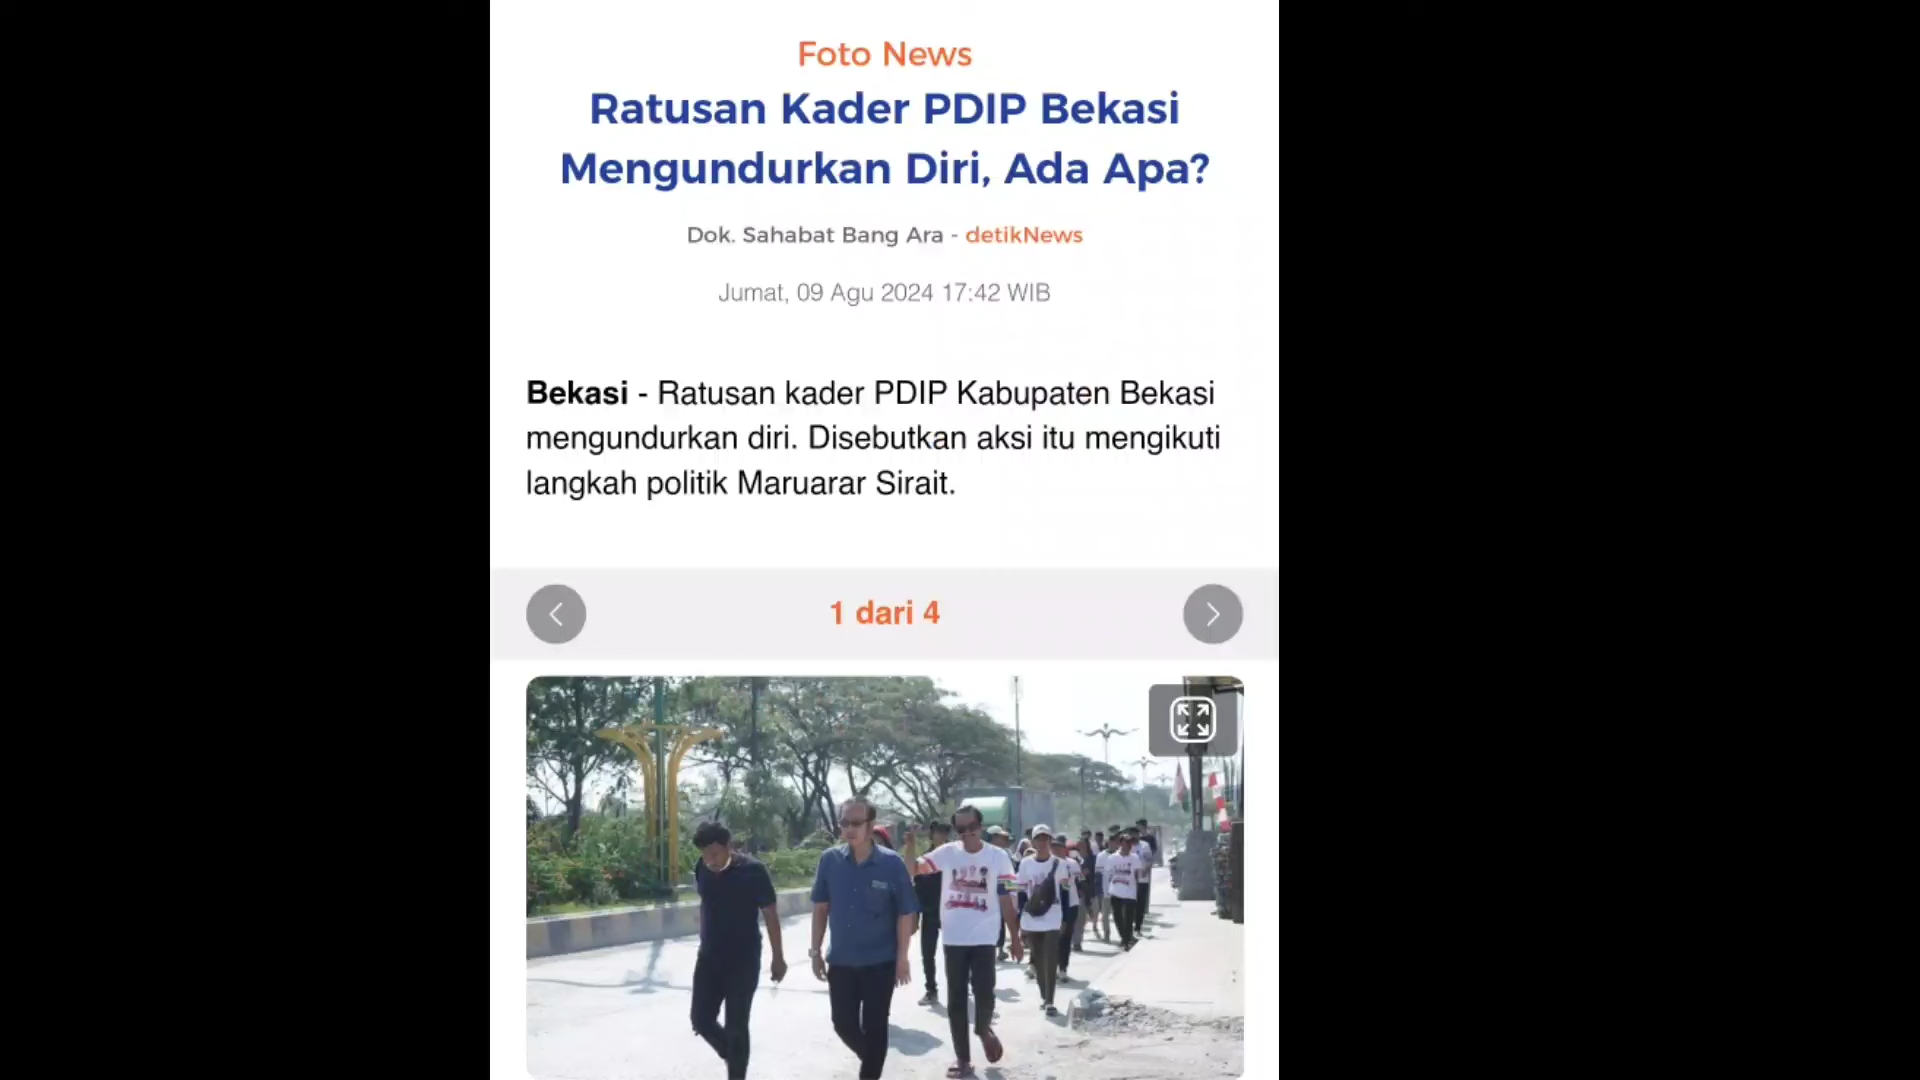 Foto News
Ratusan Kader PDIP Bekasi
Mengundurkan Diri, Ada Apa?
Dok. Sahabat Bang Ara - detikNews
Jumat, 09 Agu 2024 17:42 WIB
Bekasi - Ratusan kader PDIP Kabupaten Bekasi
mengundurkan diri. Disebutkan aksi itu mengikuti
langkah politik Maruarar Sirait.
1 dari 4